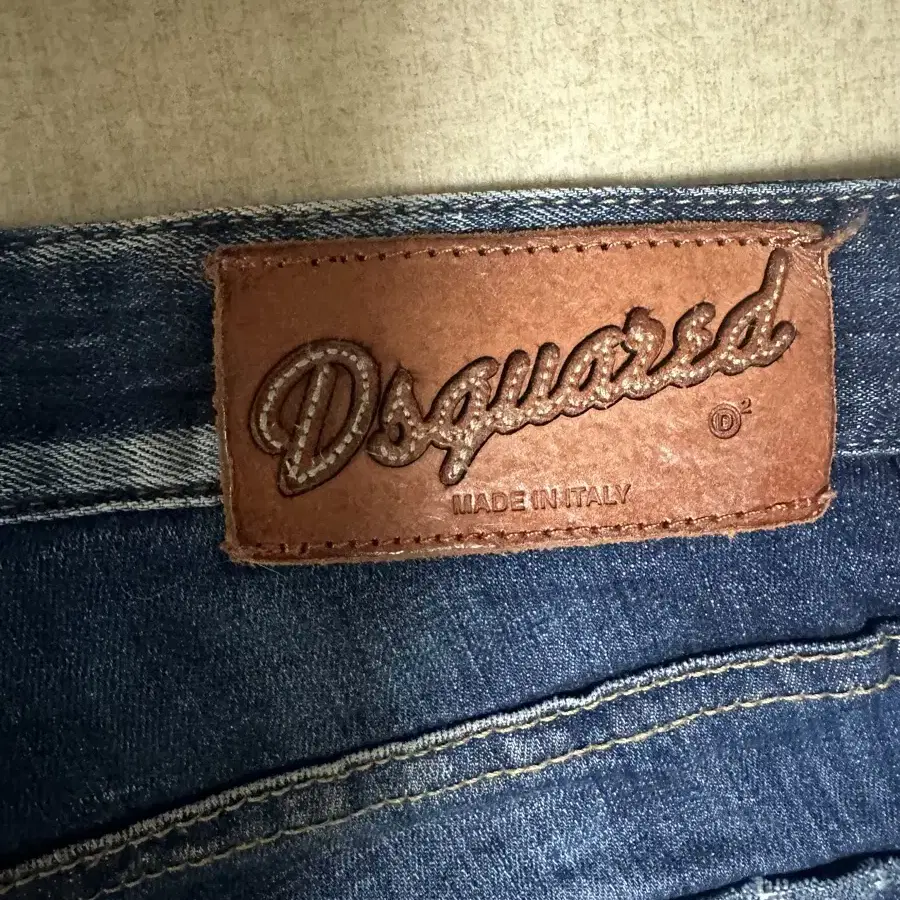 Dsquared
D²
MADE IN ITALY